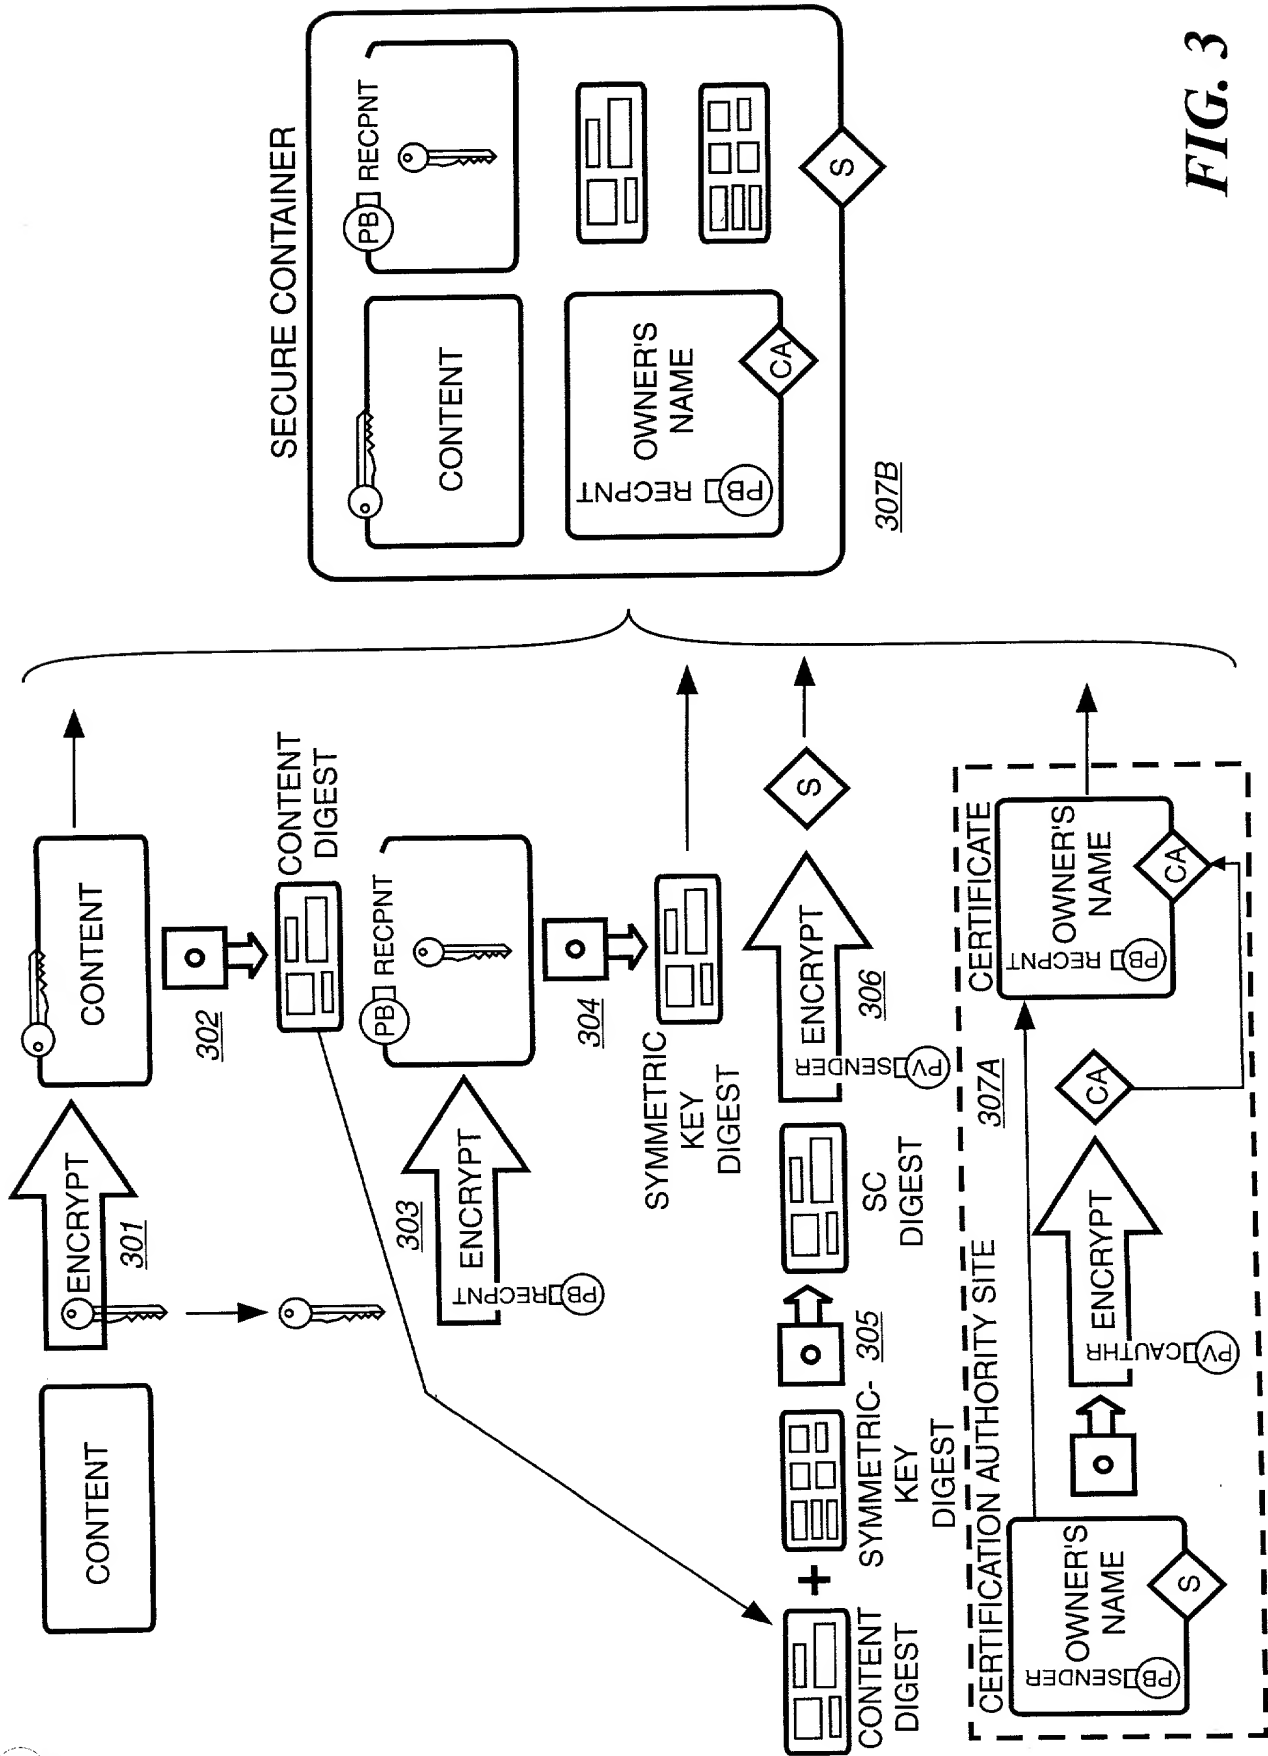 CONTENT
ENCRYPT
301
CONTENT
302
CONTENT
DIGEST
303
ENCRYPT
RECPNT
PB
PB
RECPNT
304
SYMMETRIC
KEY
DIGEST
CONTENT
DIGEST
+
SYMMETRIC-
KEY
DIGEST
305
SC
DIGEST
ENCRYPT
SENDER
PV
306
S
CERTIFICATION AUTHORITY SITE
307A
SENDER
PB
OWNER'S
NAME
S
ENCRYPT
CAUTHR
PV
CA
CERTIFICATE
RECPNT
PB
OWNER'S
NAME
CA
SECURE CONTAINER
CONTENT
PB
RECPNT
RECPNT
PB
OWNER'S
NAME
CA
S
307B
FIG. 3